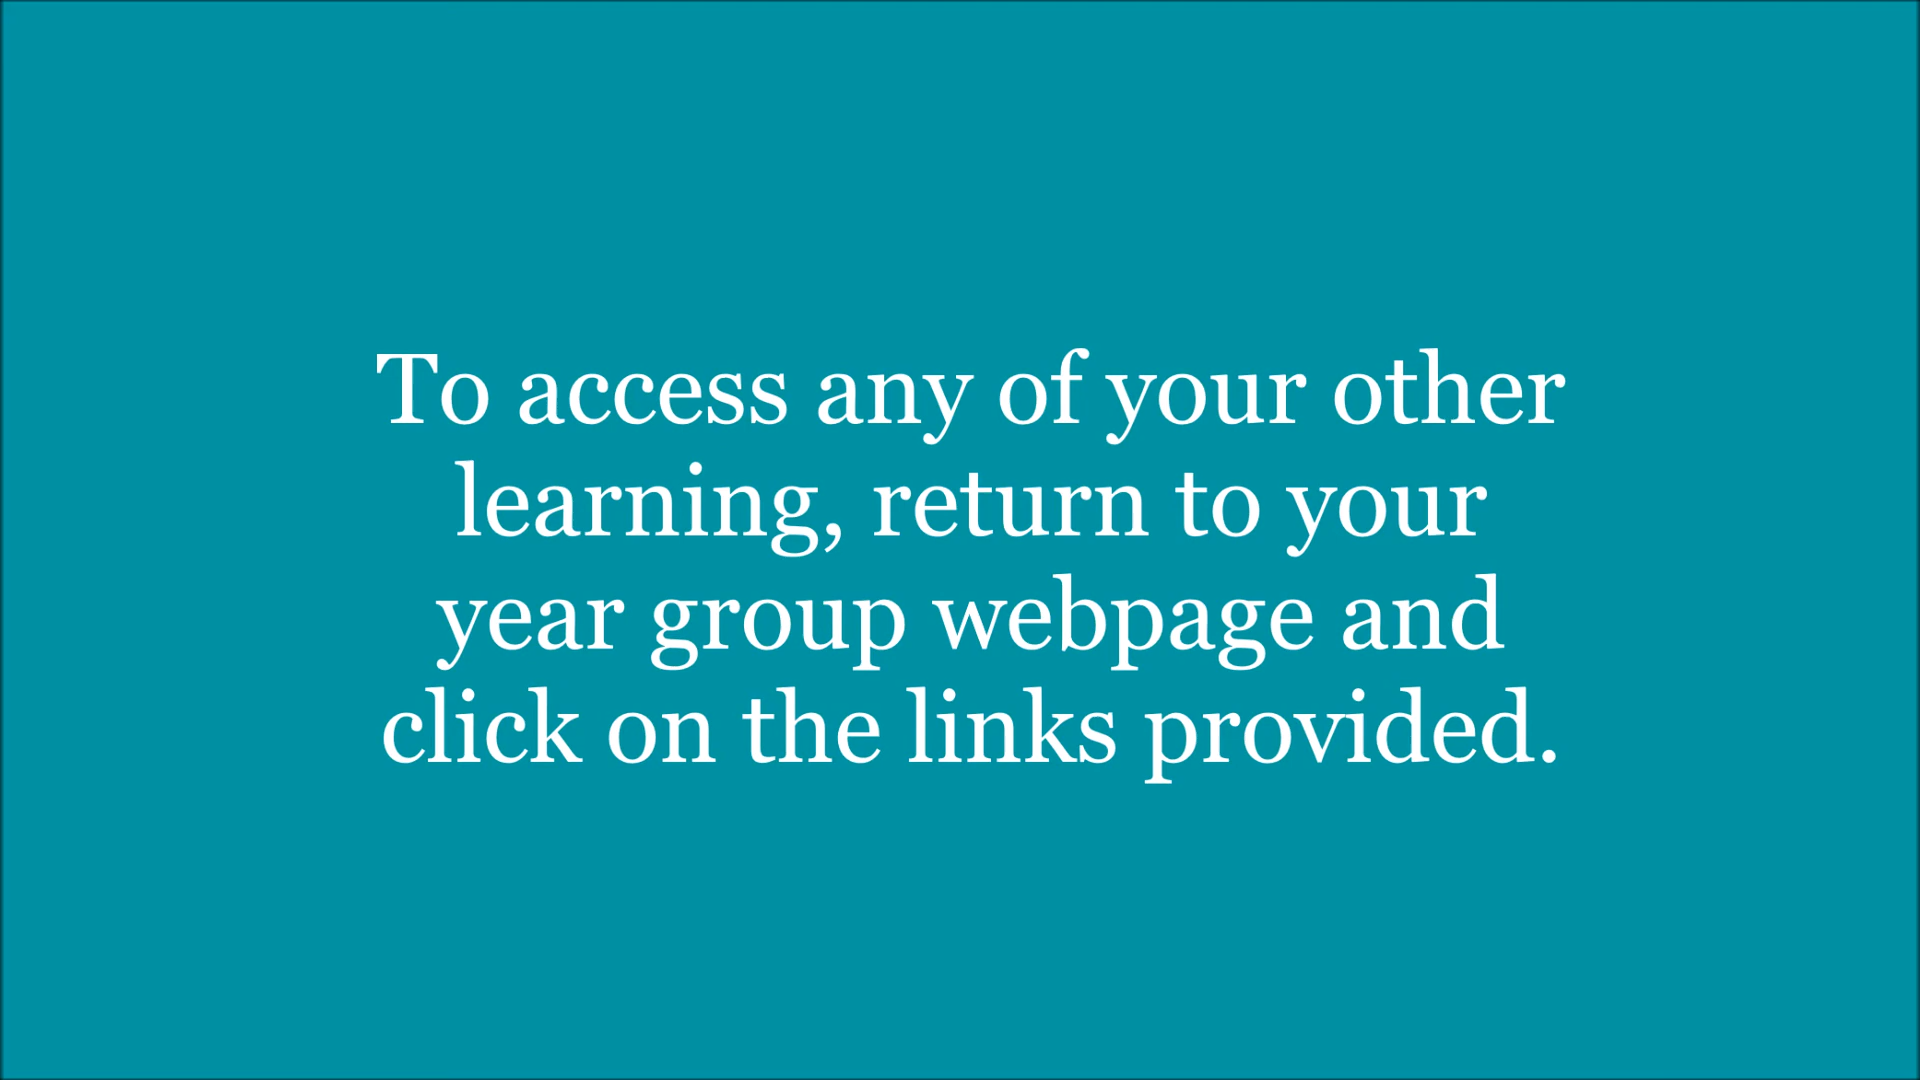 To access any of your other
learning, return to your
year group webpage and
click on the links provided.